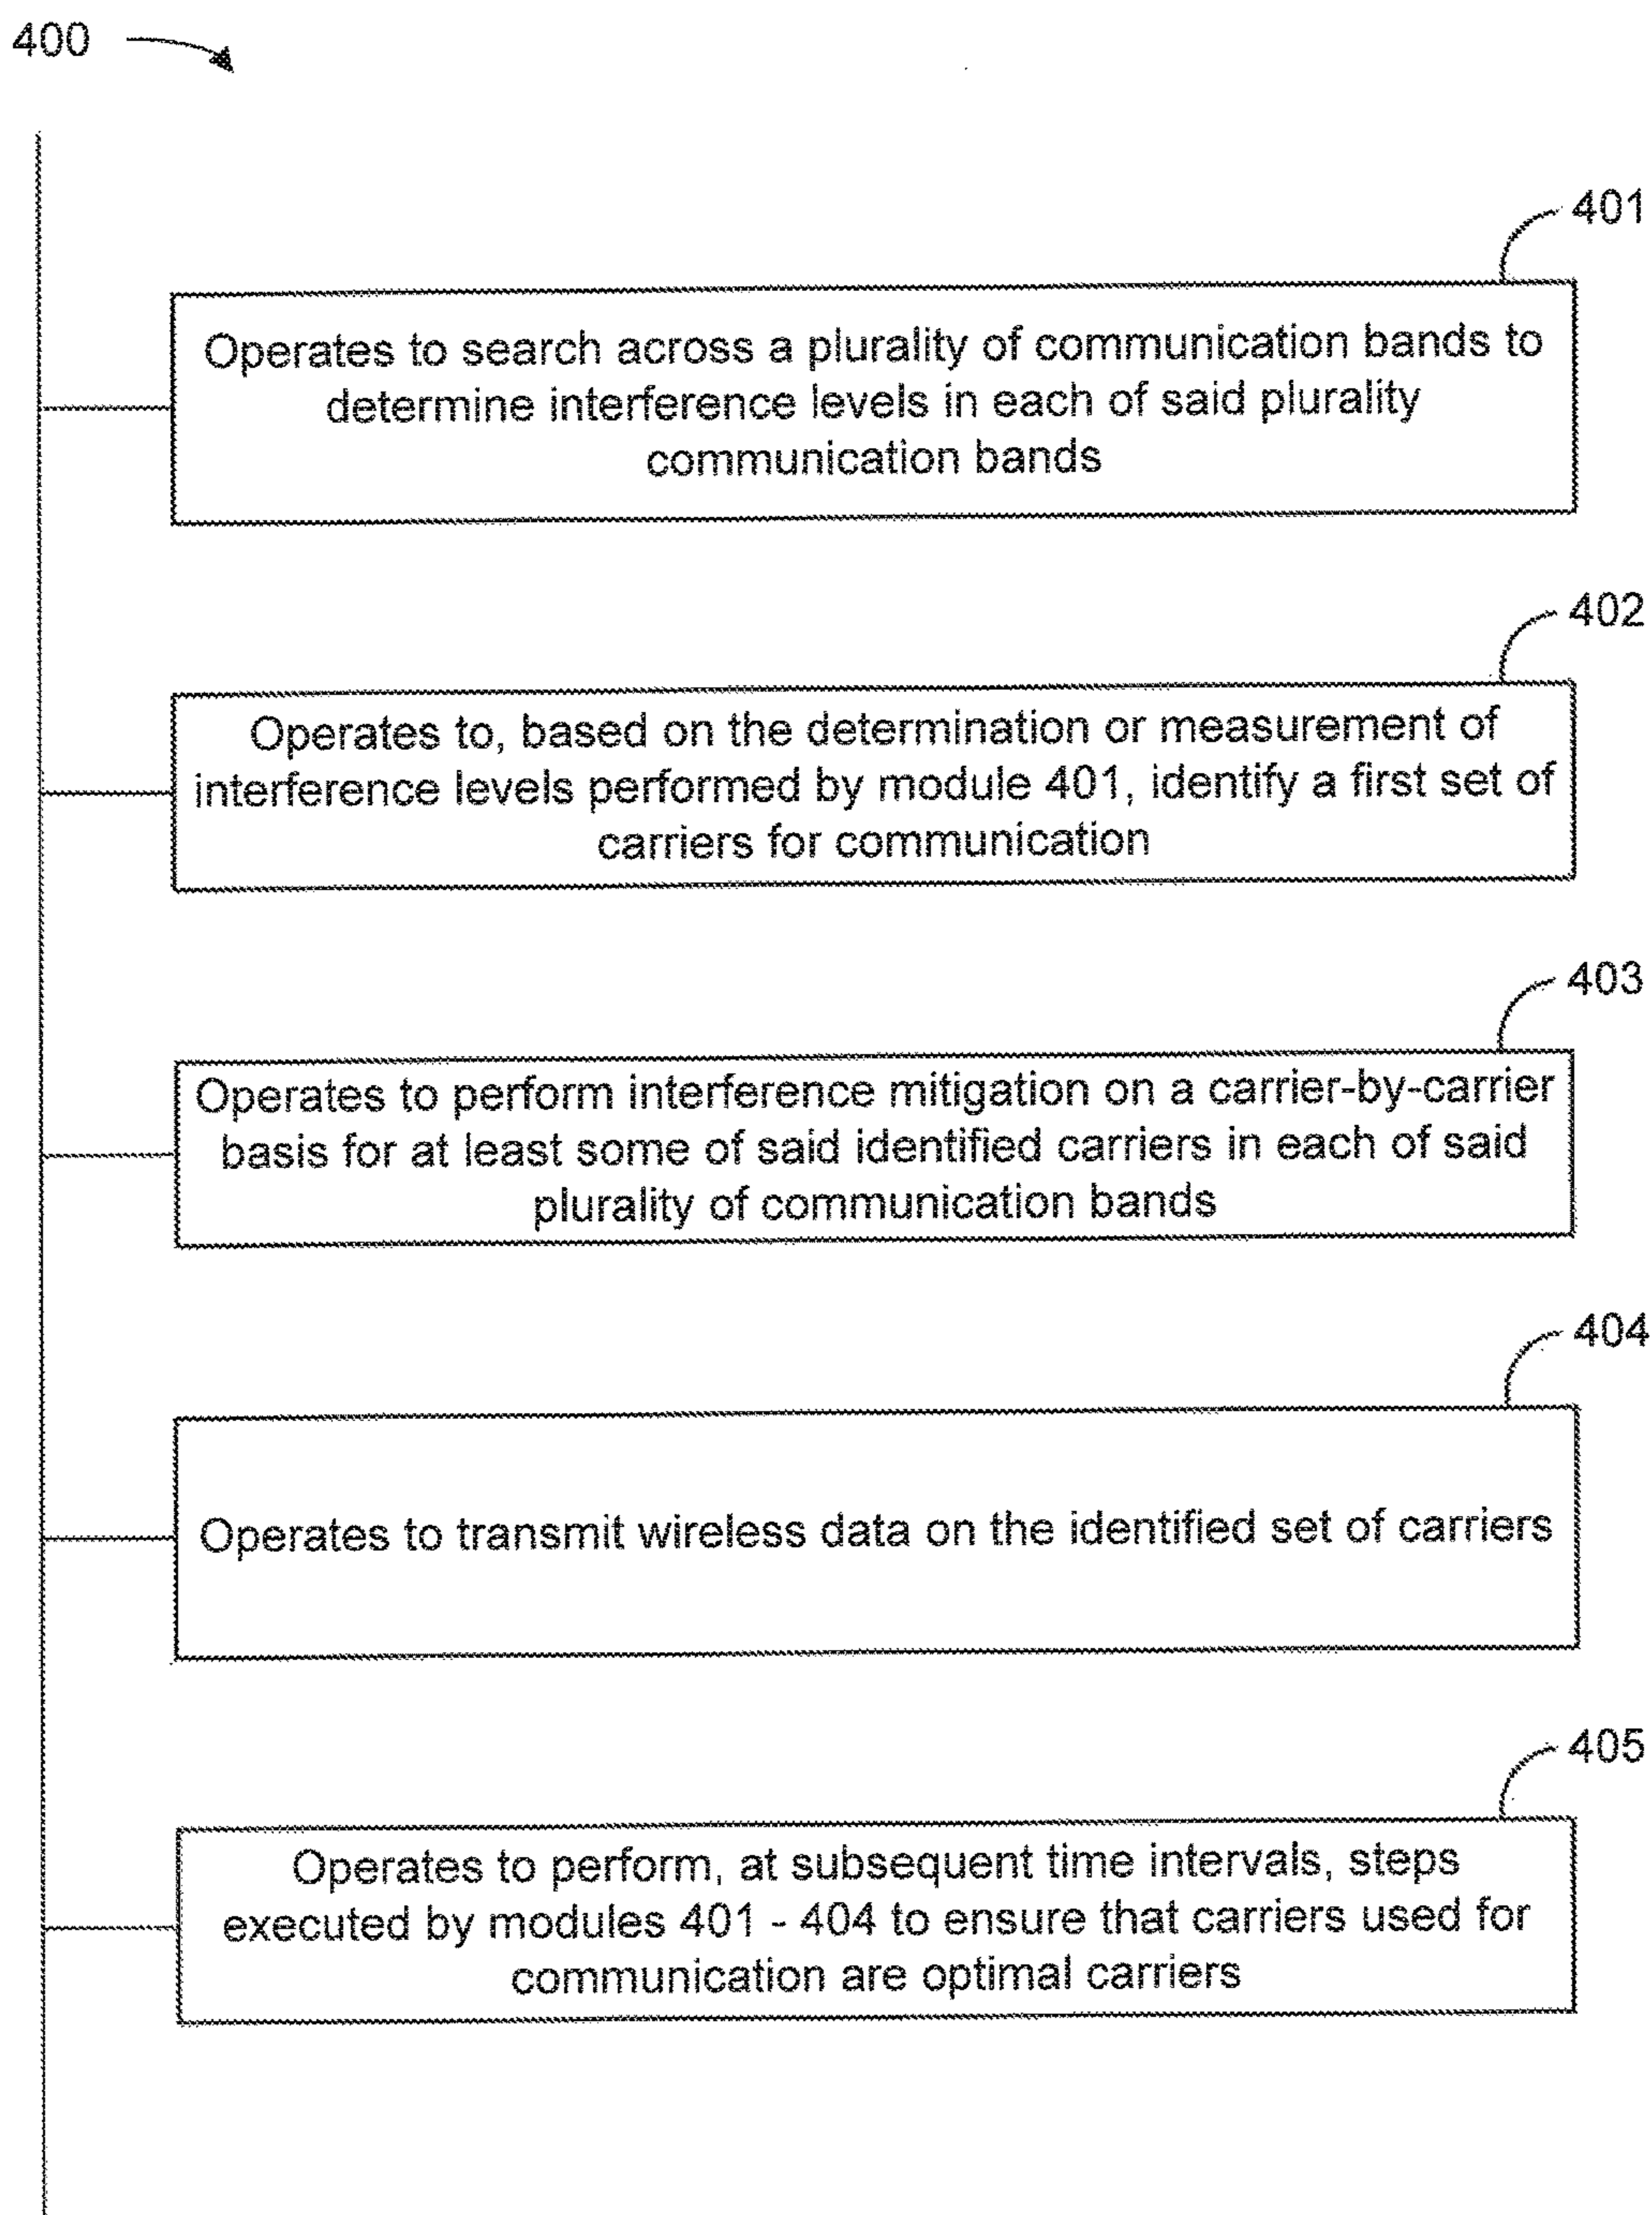 400
401
Operates to search across a plurality of communication bands to
determine interference levels in each of said plurality
communication bands
402
Operates to, based on the determination or measurement of
interference levels performed by module 401, identify a first set of
carriers for communication
403
Operates to perform interference mitigation on a carrier-by-carrier
basis for at least some of said identified carriers in each of said
plurality of communication bands
404
Operates to transmit wireless data on the identified set of carriers
405
Operates to perform, at subsequent time intervals, steps
executed by modules 401 - 404 to ensure that carriers used for
communication are optimal carriers